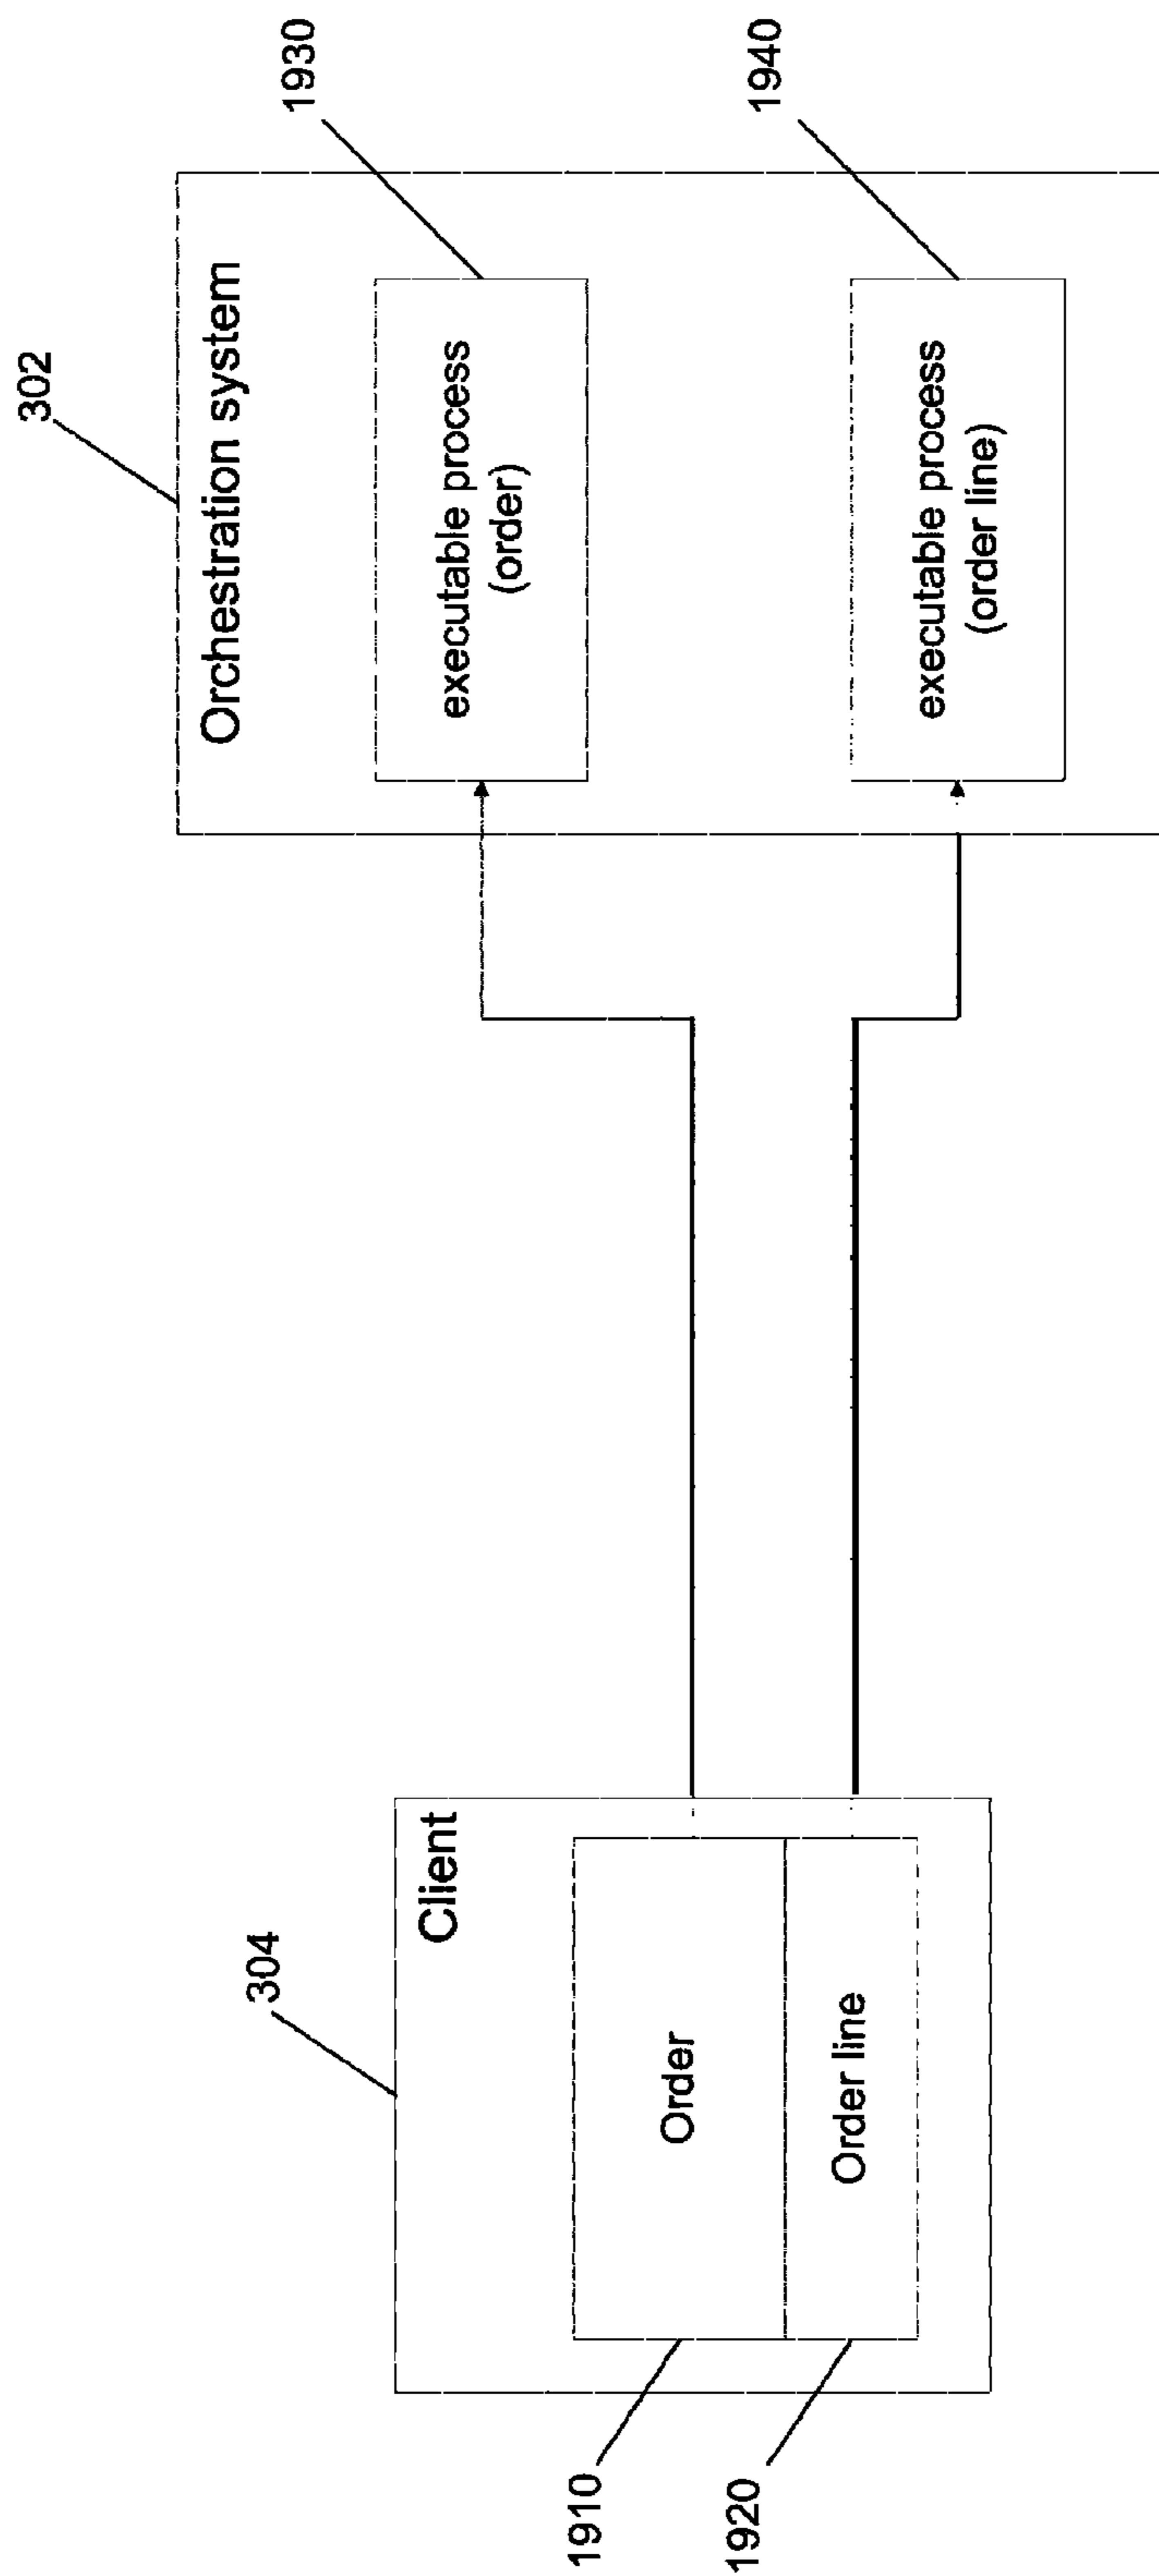 302
Orchestration system
1930
executable process
(order)
1940
executable process
(order line)
304
Client
Order
Order line
1910
1920